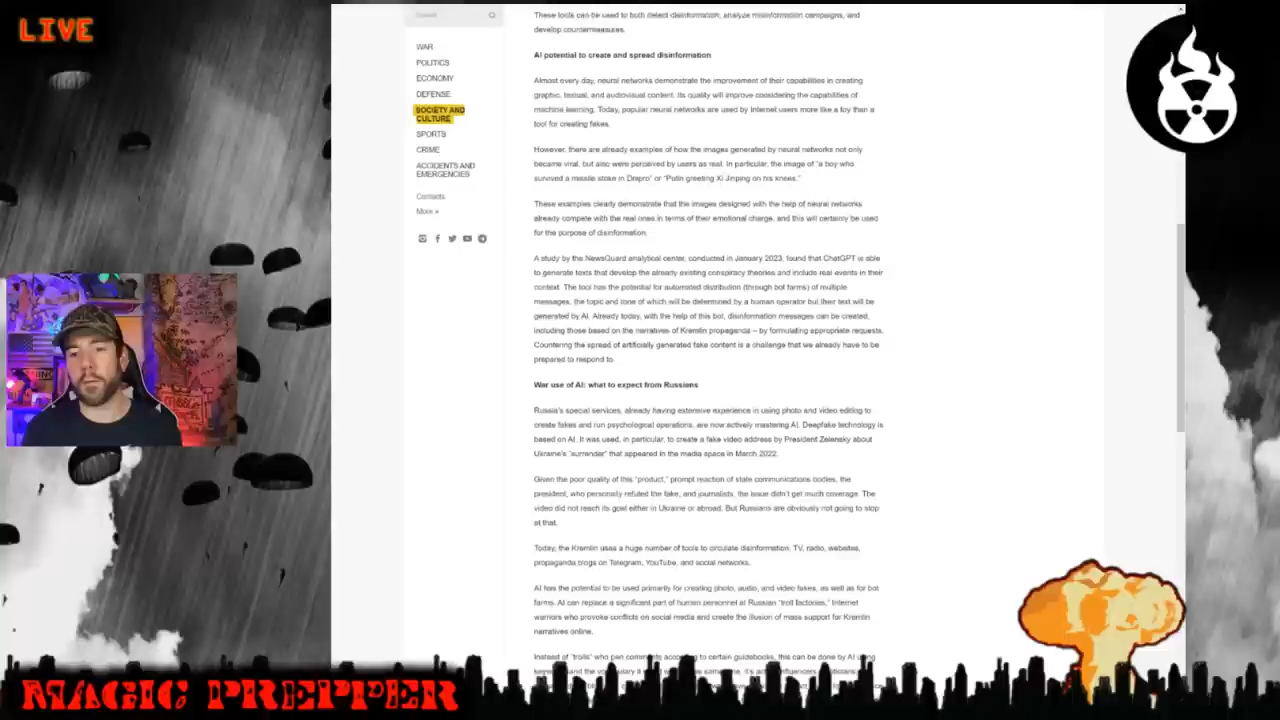 LIVE
WAR
POLITICS
ECONOMY
DEFENSE
SOCIETY AND
CULTURE
SPORTS
CRIME
ACCIDENTS AND
EMERGENCIES
Contacts
More »
These tools can be used to both detect disinformation, analyze misinformation campaigns, and
develop countermeasures.
AI potential to create and spread disinformation
Almost every day, neural networks demonstrate the improvement of their capabilities in creating
graphic, textual, and audiovisual content. Its quality will improve considering the capabilities of
machine learning. Today, popular neural networks are used by Internet users more like a toy than a
tool for creating fakes.
However, there are already examples of how the images generated by neural networks not only
became viral, but also were perceived by users as real. In particular, the image of "a boy who
survived a missile stoke in Dnipro" or "Putin greeting Xi Jinping on his knees."
These examples clearly demonstrate that the images designed with the help of neural networks
already compete with the real ones in terms of their emotional charge, and this will certainly be used
for the purpose of disinformation.
A study by the NewsGuard analytical center, conducted in January 2023, found that ChatGPT is able
to generate texts that develop the already existing conspiracy theories and include real events in their
context. The tool has the potential for automated distribution (through bot farms) of multiple
messages, the topic and tone of which will be determined by a human operator but their text will be
generated by AI. Already today, with the help of this bot, disinformation messages can be created,
including those based on the narratives of Kremlin propaganda – by formulating appropriate requests.
Countering the spread of artificially generated fake content is a challenge that we already have to be
prepared to respond to.
War use of AI: what to expect from Russians
Russia's special services, already having extensive experience in using photo and video editing to
create fakes and run psychological operations, are now actively mastering AI. Deepfake technology is
based on AI. It was used, in particular, to create a fake video address by President Zelensky about
Ukraine's "surrender" that appeared in the media space in March 2022.
Given the poor quality of this "product," prompt reaction of state communications bodies, the
president, who personally refuted the fake, and journalists, the issue didn't get much coverage. The
video did not reach its goal either in Ukraine or abroad. But Russians are obviously not going to stop
at that.
Today, the Kremlin uses a huge number of tools to circulate disinformation. TV, radio, websites,
propaganda blogs on Telegram, YouTube, and social networks.
AI has the potential to be used primarily for creating photo, audio, and video fakes, as well as for bot
farms. AI can replace a significant part of human personnel at Russian "troll factories," Internet
warriors who provoke conflicts on social media and create the illusion of mass support for Kremlin
narratives online.
Instead of "trolls" who pen comments according to certain guidebooks, this can be done by AI using
MAGIC PREPPER